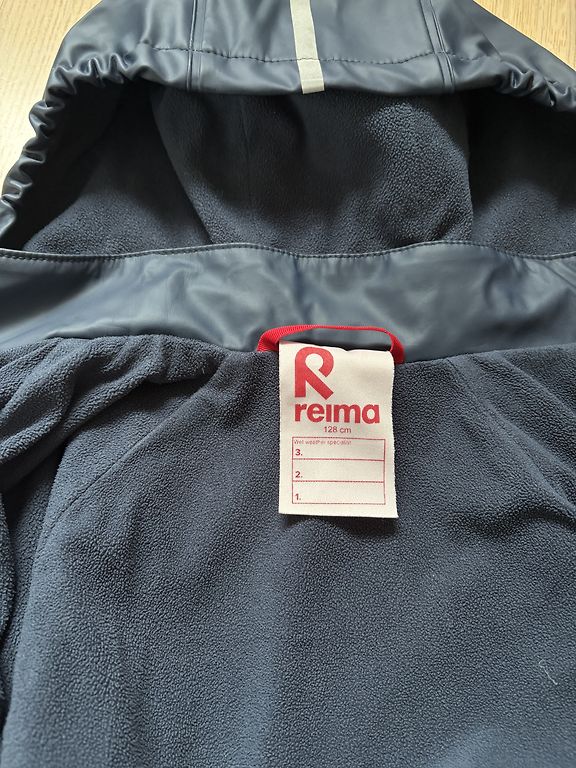 reima
128 cm
Wet weather specialist
3.
2.
1.